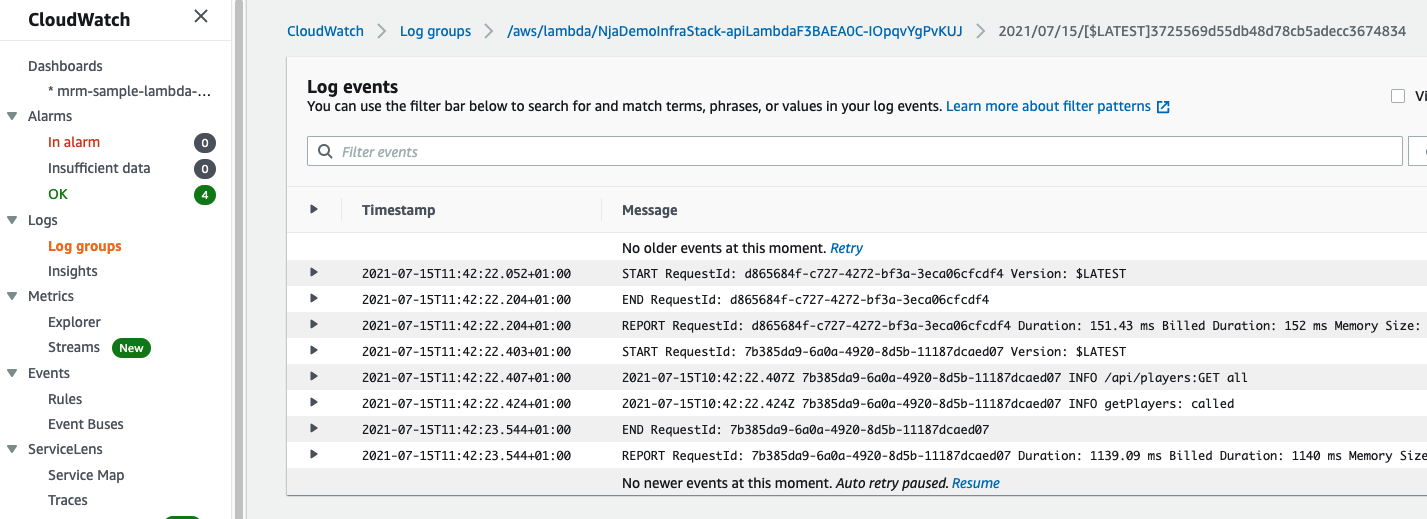 CloudWatch
Dashboards
* mrm-sample-lambda-...
Alarms
In alarm 0
Insufficient data 0
OK 4
Logs
Log groups
Insights
Metrics
Explorer
Streams New
Events
Rules
Event Buses
ServiceLens
Service Map
Traces
CloudWatch > Log groups > /aws/lambda/NjaDemoInfraStack-apiLambdaF3BAEA0C-IOpqvYgPvKUJ > 2021/07/15/[$LATEST]3725569d55db48d78cb5adecc3674834
Log events
You can use the filter bar below to search for and match terms, phrases, or values in your log events. Learn more about filter patterns
Filter events
Timestamp Message
No older events at this moment. Retry
2021-07-15T11:42:22.052+01:00 START RequestId: d865684f-c727-4272-bf3a-3eca06cfcdf4 Version: $LATEST
2021-07-15T11:42:22.204+01:00 END RequestId: d865684f-c727-4272-bf3a-3eca06cfcdf4
2021-07-15T11:42:22.204+01:00 REPORT RequestId: d865684f-c727-4272-bf3a-3eca06cfcdf4 Duration: 151.43 ms Billed Duration: 152 ms Memory Size:
2021-07-15T11:42:22.403+01:00 START RequestId: 7b385da9-6a0a-4920-8d5b-11187dcaed07 Version: $LATEST
2021-07-15T11:42:22.407+01:00 2021-07-15T10:42:22.407Z 7b385da9-6a0a-4920-8d5b-11187dcaed07 INFO /api/players:GET all
2021-07-15T11:42:22.424+01:00 2021-07-15T10:42:22.424Z 7b385da9-6a0a-4920-8d5b-11187dcaed07 INFO getPlayers: called
2021-07-15T11:42:23.544+01:00 END RequestId: 7b385da9-6a0a-4920-8d5b-11187dcaed07
2021-07-15T11:42:23.544+01:00 REPORT RequestId: 7b385da9-6a0a-4920-8d5b-11187dcaed07 Duration: 1139.09 ms Billed Duration: 1140 ms Memory Size
No newer events at this moment. Auto retry paused. Resume